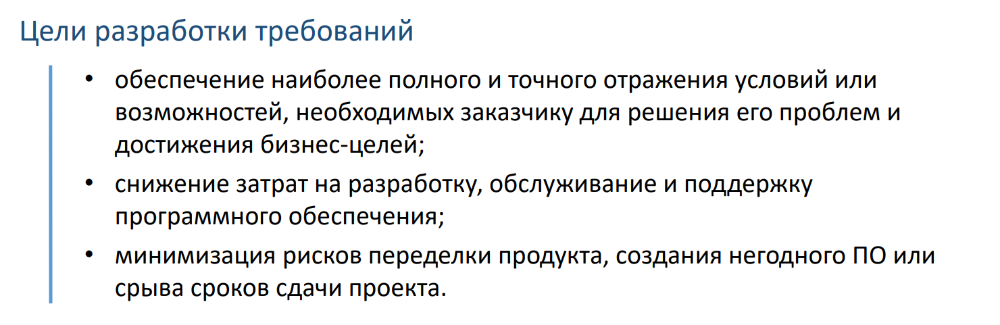 Цели разработки требований
• обеспечение наиболее полного и точного отражения условий или
возможностей, необходимых заказчику для решения его проблем и
достижения бизнес-целей;
• снижение затрат на разработку, обслуживание и поддержку
программного обеспечения;
• минимизация рисков переделки продукта, создания негодного ПО или
срыва сроков сдачи проекта.